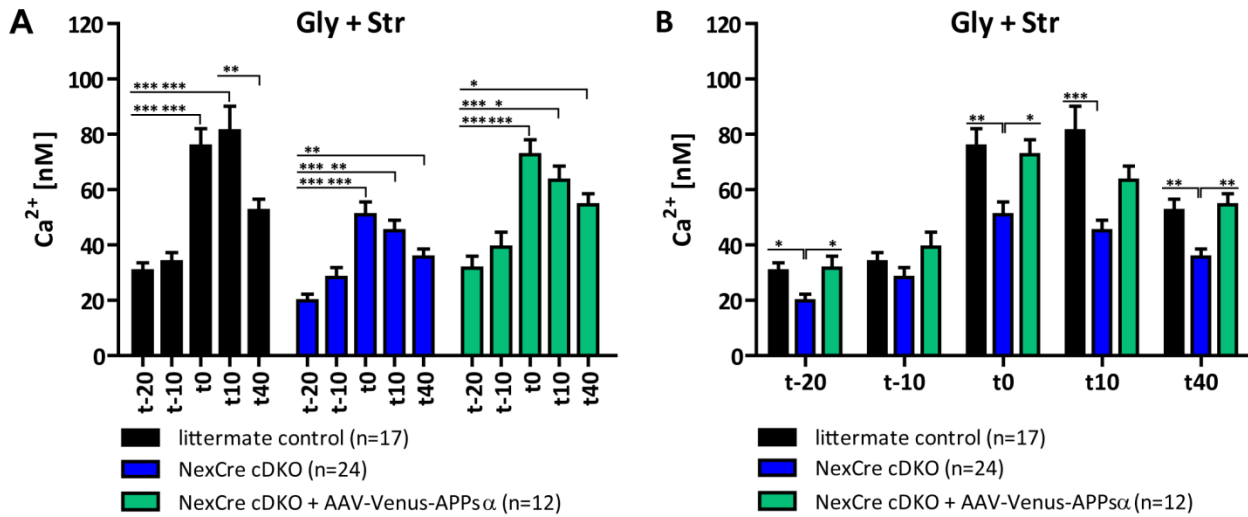 A
Gly + Str
Ca2+ [nM]
120
100
80
60
40
20
0
*** ***
*** ***
**
**
*** **
*** ***
*
*** *
*** ***
t-20
t-10
t0
t10
t40
t-20
t-10
t0
t10
t40
t-20
t-10
t0
t10
t40
littermate control (n=17)
NexCre cDKO (n=24)
NexCre cDKO + AAV-Venus-APPsα (n=12)
B
Gly + Str
Ca2+ [nM]
120
100
80
60
40
20
0
* *
** *
***
** **
t-20
t-10
t0
t10
t40
littermate control (n=17)
NexCre cDKO (n=24)
NexCre cDKO + AAV-Venus-APPsα (n=12)